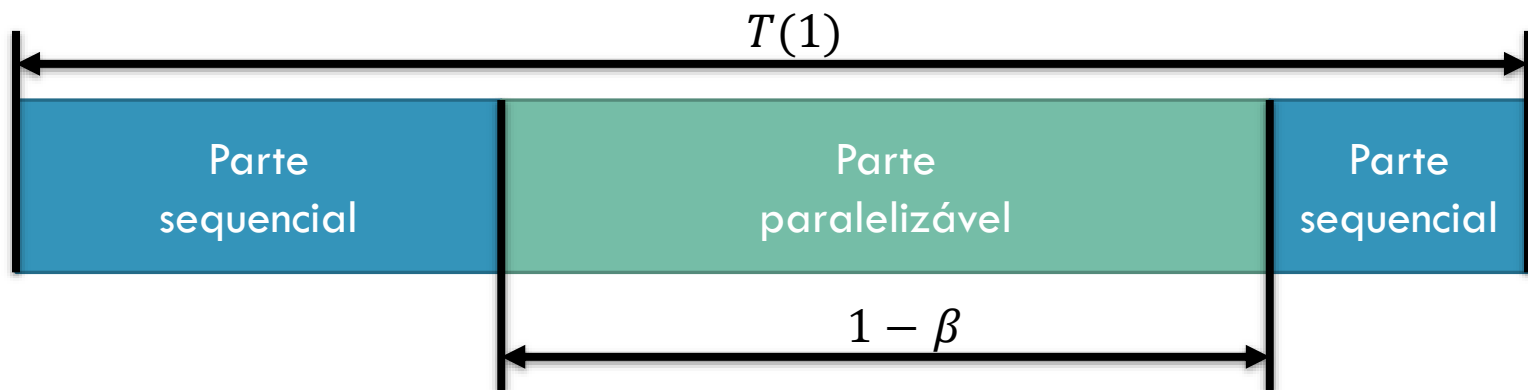 T(1)
Parte
sequencial
Parte
paralelizável
Parte
sequencial
1 − β